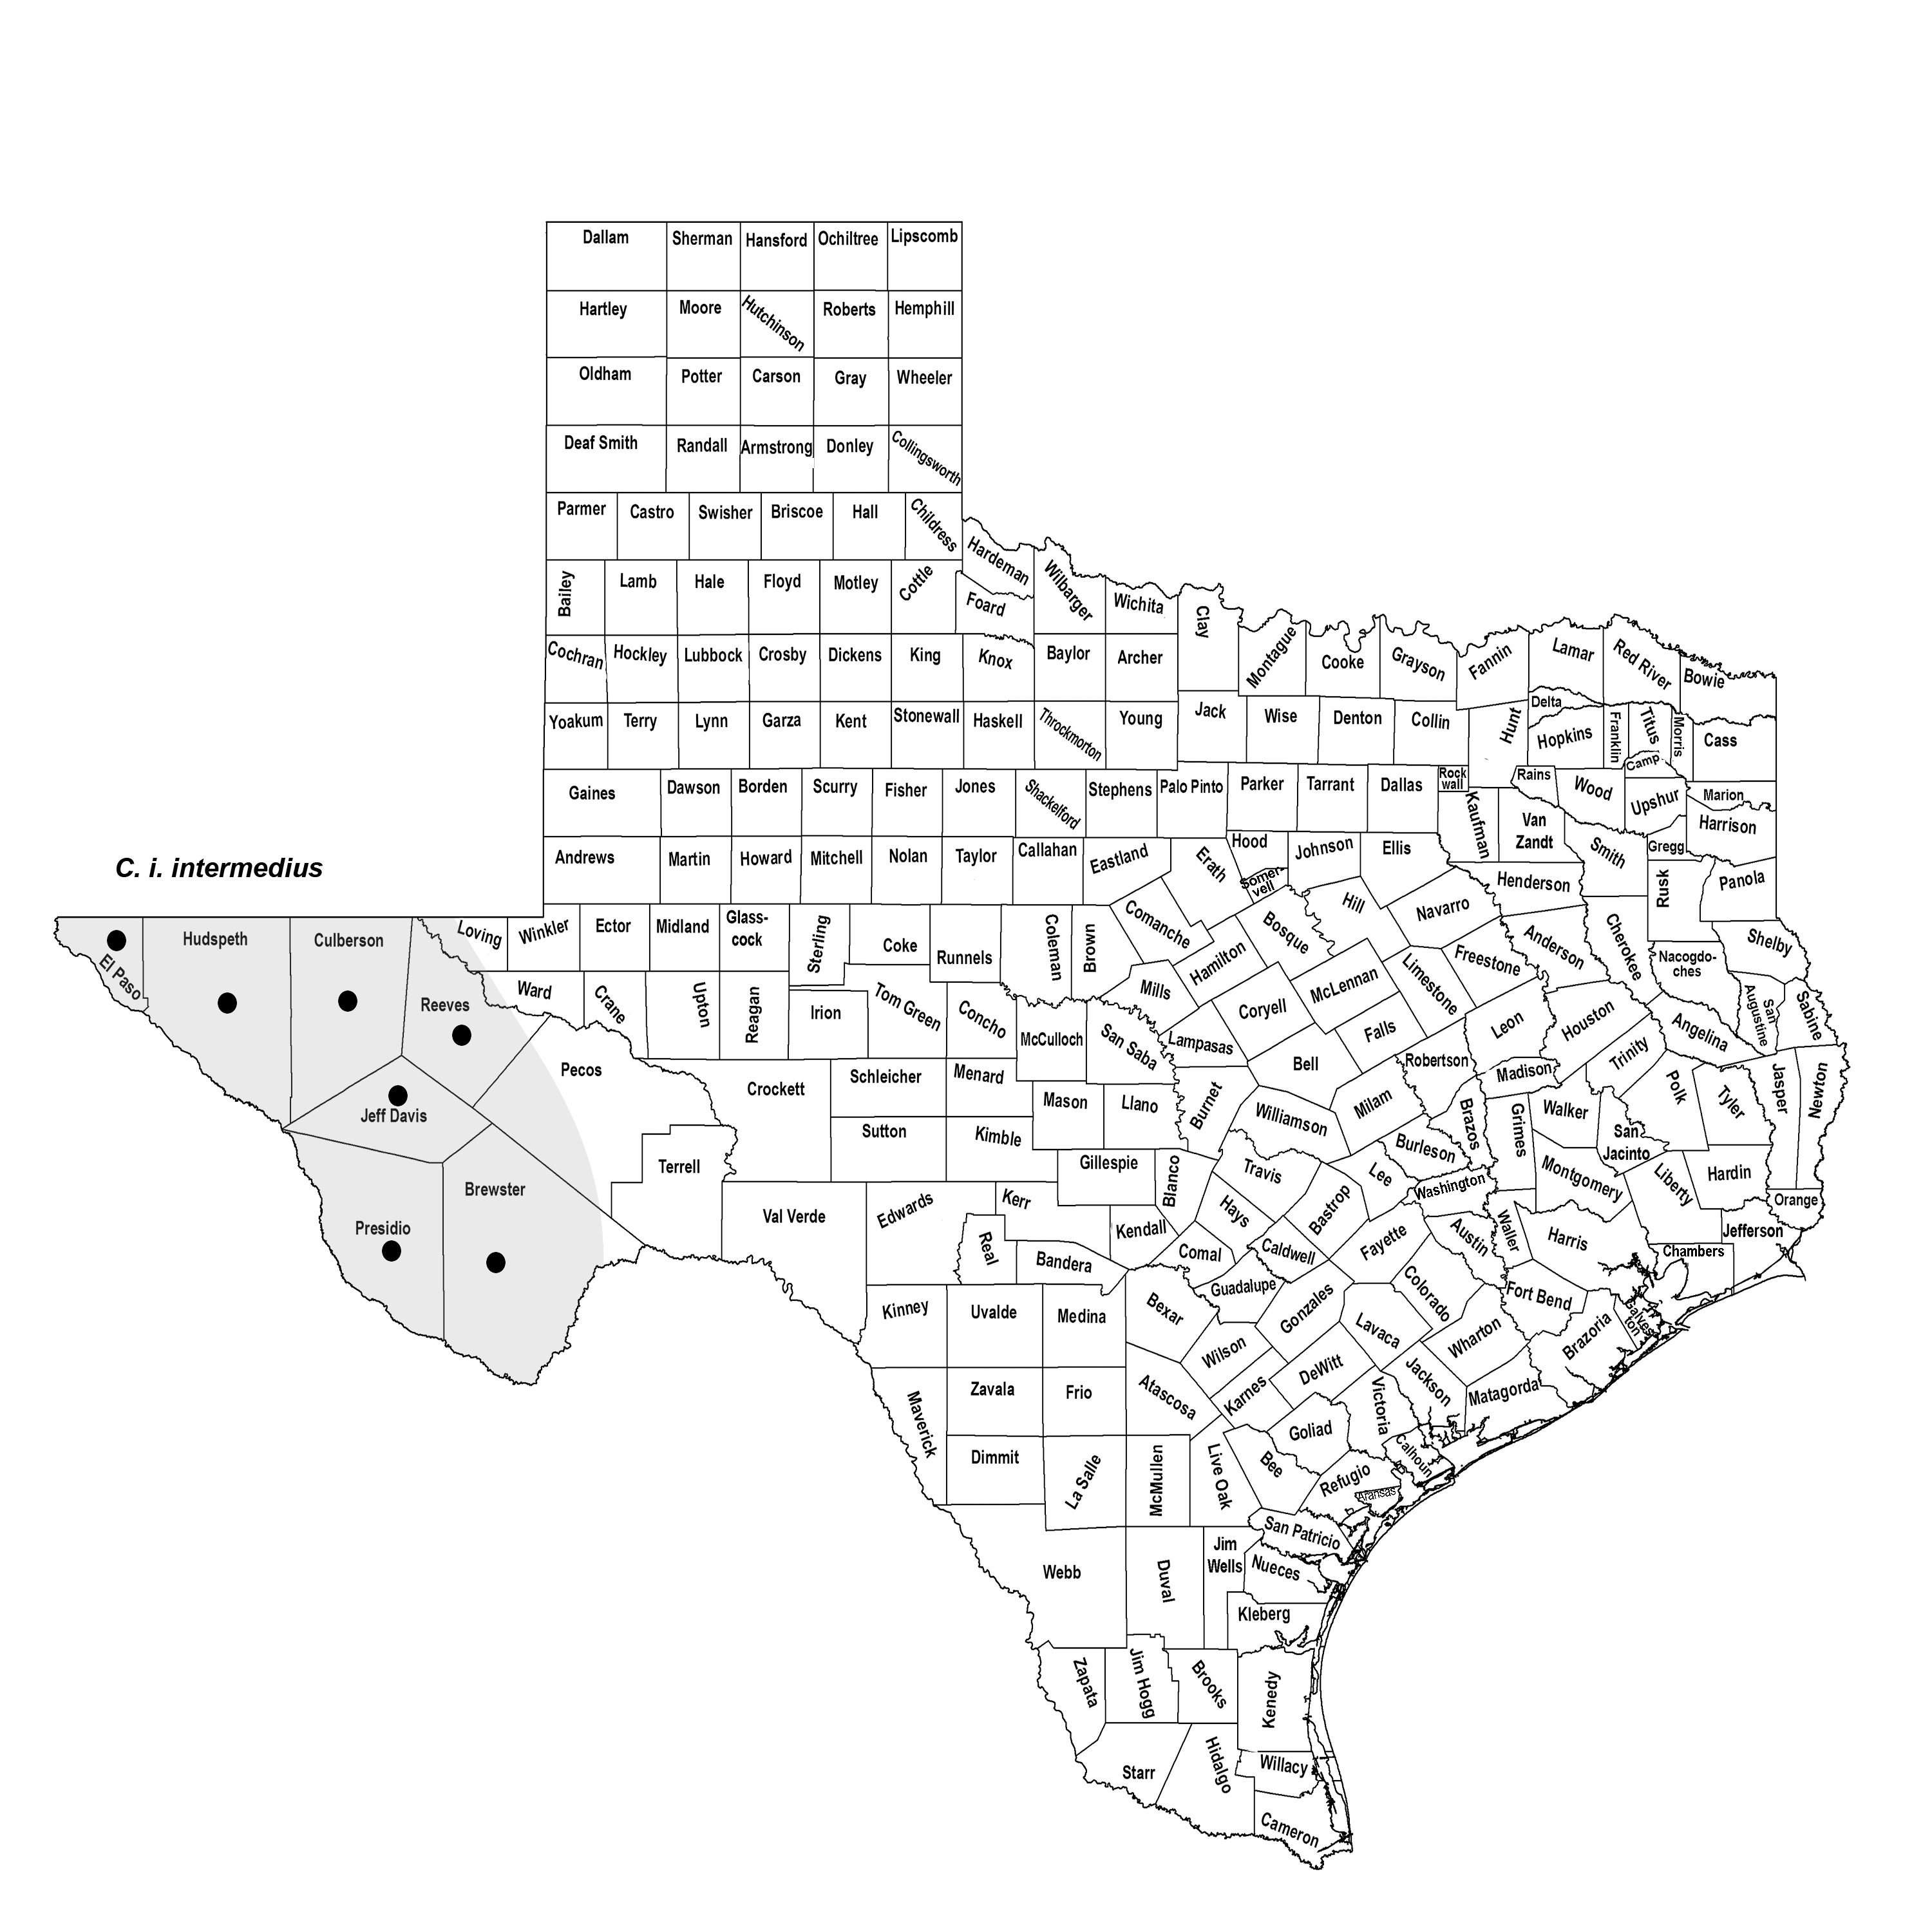 Dallam
Sherman
Hansford
Ochiltree
Lipscomb
Hartley
Moore
Hutchinson
Roberts
Hemphill
Oldham
Potter
Carson
Gray
Wheeler
Deaf Smith
Randall
Armstrong
Donley
Collingsworth
Parmer
Castro
Swisher
Briscoe
Hall
Childress
Hardeman
Bailey
Lamb
Hale
Floyd
Motley
Cottle
Foard
Wilbarger
Wichita
Clay
Montague
Cooke
Grayson
Fannin
Lamar
Red River
Bowie
Cochran
Hockley
Lubbock
Crosby
Dickens
King
Knox
Baylor
Archer
Yoakum
Terry
Lynn
Garza
Kent
Stonewall
Haskell
Throckmorton
Young
Jack
Wise
Denton
Collin
Hunt
Delta
Hopkins
Franklin
Titus
Morris
Cass
Camp
Gaines
Dawson
Borden
Scurry
Fisher
Jones
Shackelford
Stephens
Palo Pinto
Parker
Tarrant
Dallas
Rock
wall
Kaufman
Rains
Wood
Upshur
Marion
Harrison
Van
Zandt
Smith
Gregg
C. i. intermedius
Andrews
Martin
Howard
Mitchell
Nolan
Taylor
Callahan
Eastland
Erath
Hood
Somer-
vell
Johnson
Ellis
Henderson
Rusk
Panola
El Paso
Hudspeth
Culberson
Reeves
Loving
Winkler
Ector
Midland
Glass-
cock
Sterling
Coke
Runnels
Coleman
Brown
Comanche
Hamilton
Bosque
Hill
Navarro
Freestone
Anderson
Cherokee
Nacogdo-
ches
Shelby
Ward
Crane
Upton
Reagan
Irion
Tom Green
Concho
McCulloch
San Saba
Mills
Lampasas
Coryell
McLennan
Limestone
Falls
Bell
Robertson
Leon
Houston
Madison
Trinity
Angelina
San
Augustine
Sabine
Jeff Davis
Pecos
Crockett
Schleicher
Menard
Mason
Llano
Burnet
Williamson
Milam
Brazos
Grimes
Walker
San
Jacinto
Polk
Tyler
Jasper
Newton
Presidio
Brewster
Terrell
Sutton
Kimble
Gillespie
Blanco
Travis
Lee
Burleson
Washington
Montgomery
Liberty
Hardin
Orange
Val Verde
Edwards
Kerr
Real
Bandera
Kendall
Hays
Comal
Caldwell
Bastrop
Fayette
Austin
Waller
Harris
Jefferson
Chambers
Kinney
Uvalde
Medina
Bexar
Guadalupe
Gonzales
Colorado
Fort Bend
Galves
ton
Brazoria
Wilson
Lavaca
Wharton
Maverick
Zavala
Frio
Atascosa
Karnes
DeWitt
Victoria
Jackson
Matagorda
Dimmit
La Salle
McMullen
Live Oak
Bee
Goliad
Calhoun
Refugio
Aransas
San Patricio
Webb
Duval
Jim
Wells
Nueces
Kleberg
Zapata
Jim Hogg
Brooks
Kenedy
Starr
Hidalgo
Willacy
Cameron